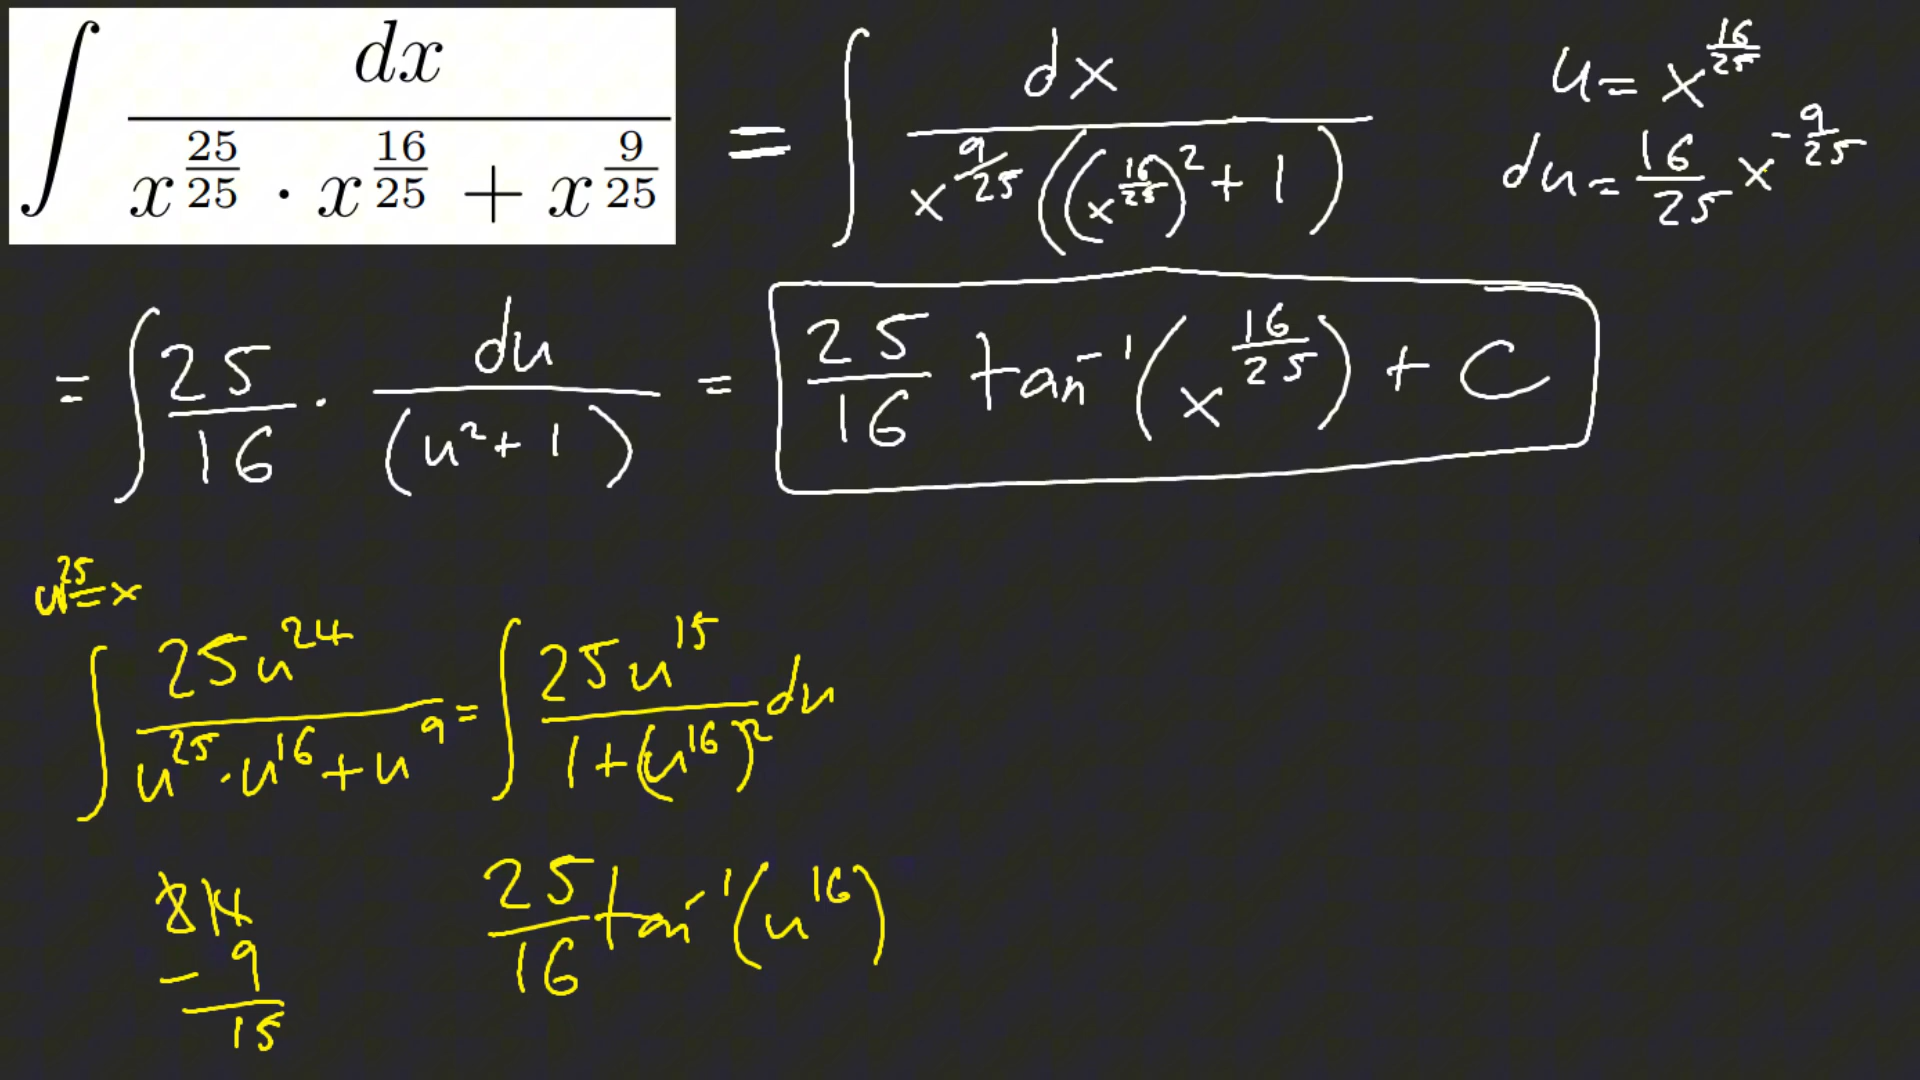 ∫ dx / (x^(25/25) · x^(16/25) + x^(9/25)) = ∫ dx / (x^(9/25) ((x^(16/25))² + 1))
u = x^(16/25)
du = 16/25 x^(-9/25)
= ∫ 25/16 · du / (u² + 1) = 25/16 tan⁻¹(x^(16/25)) + C
u^25 = x
∫ 25u^24 / (u^25 · u^16 + u^9) = ∫ 25u^15 / (1 + (u^16)²) du
14
- 9
15
25/16 tan⁻¹(u^16)